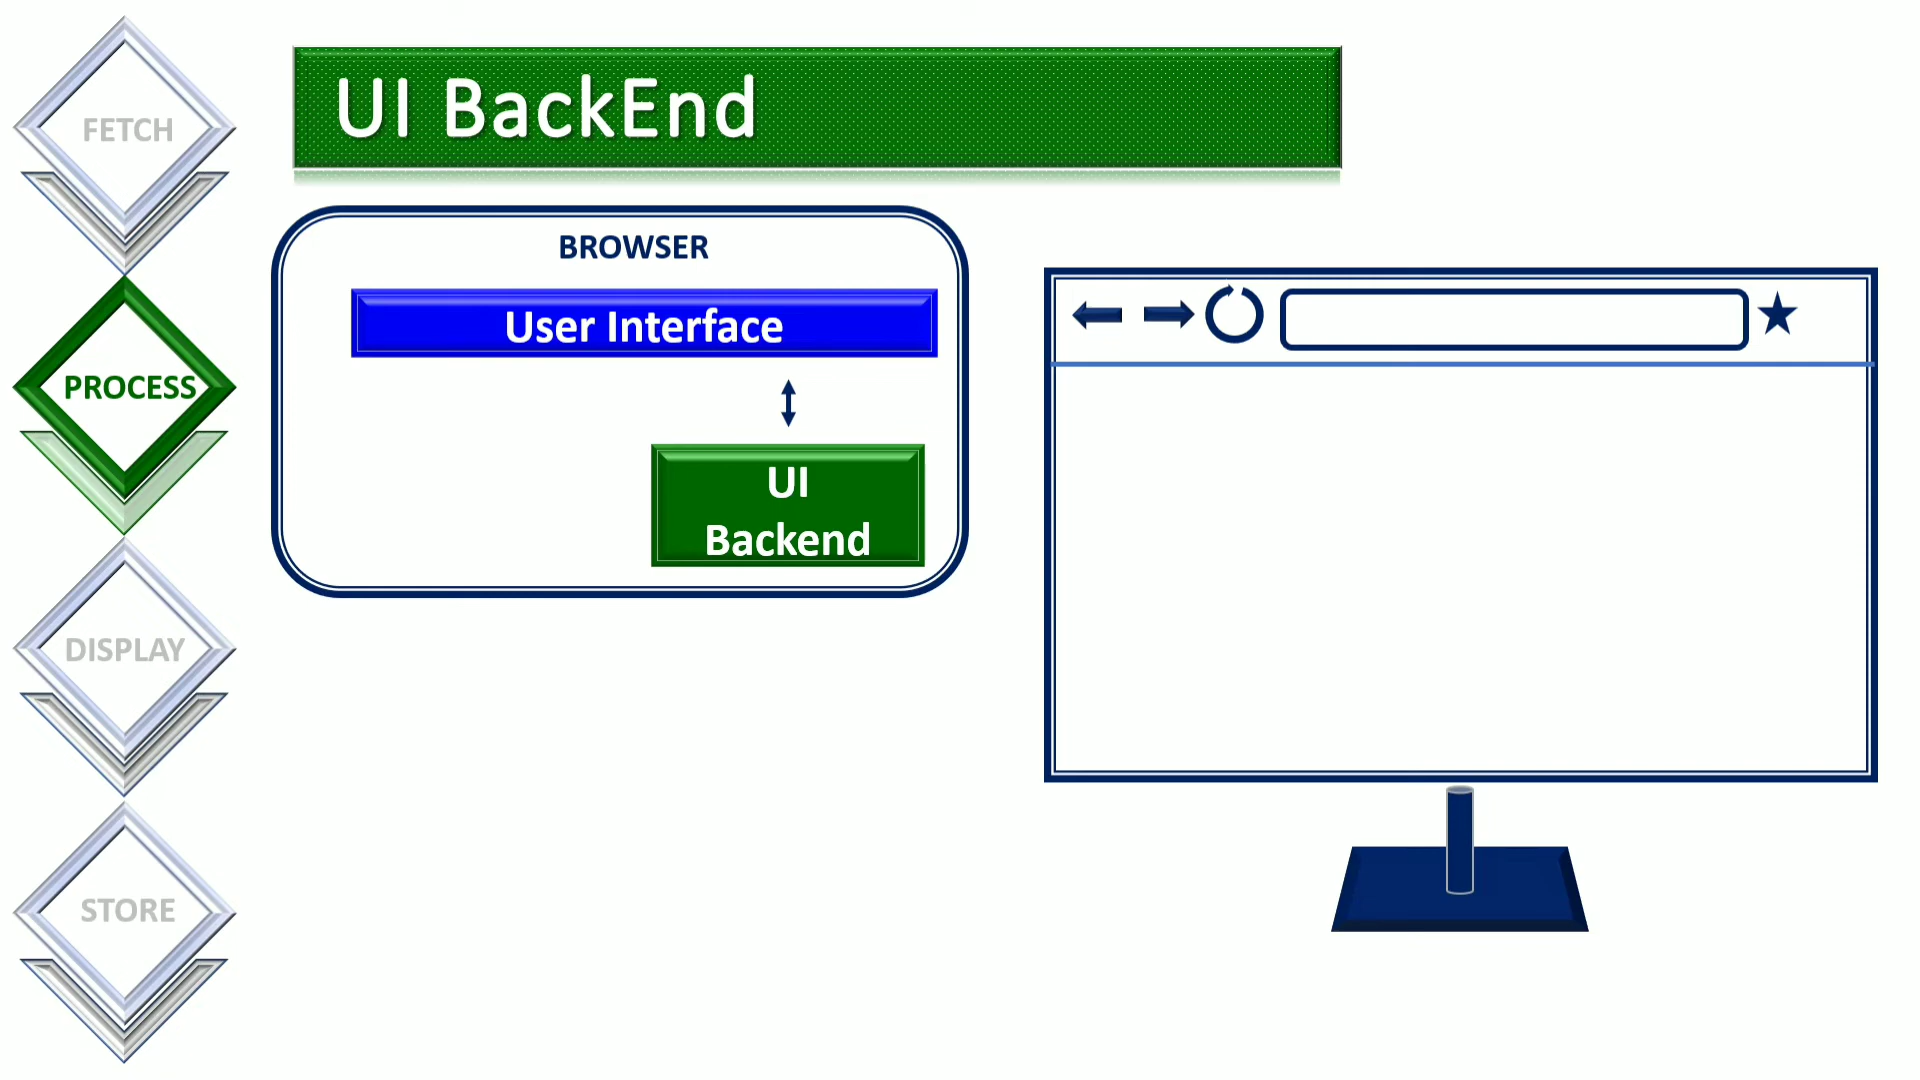 UI BackEnd
FETCH
PROCESS
DISPLAY
STORE
BROWSER
User Interface
UI
Backend